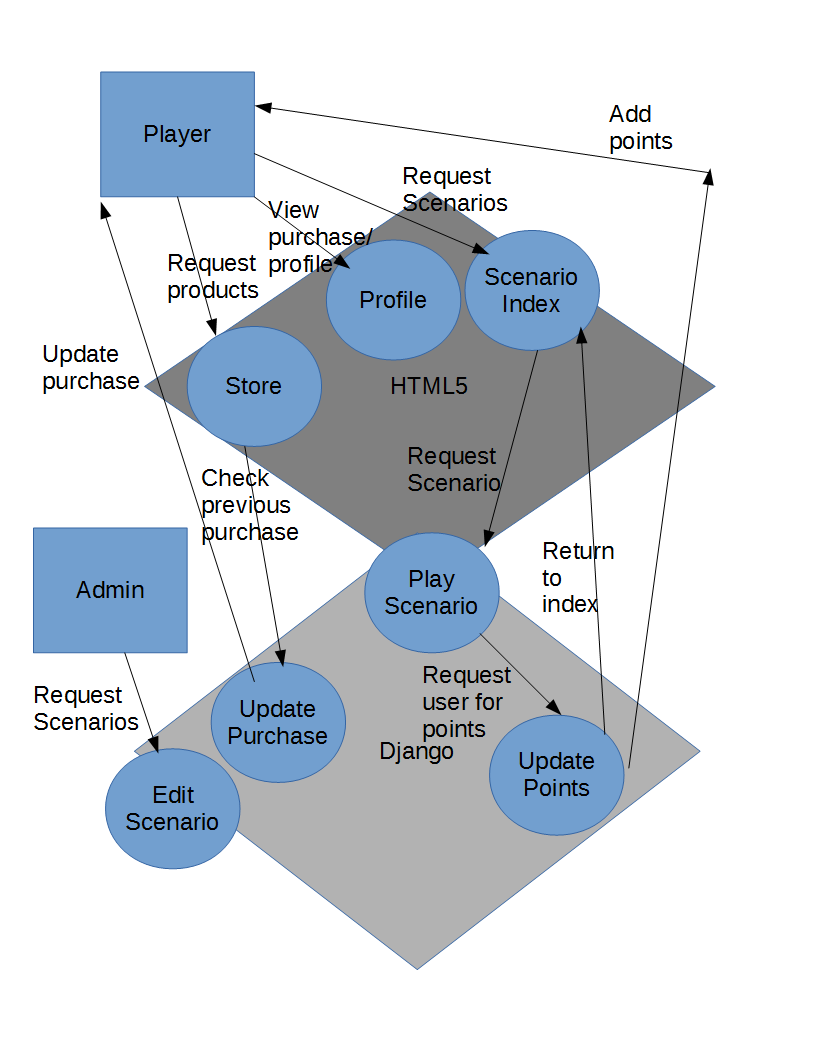 Player
Add
points
Request
Scenarios
View
purchase/
profile
Request
products
Profile
Scenario
Index
Update
purchase
Store
HTML5
Request
Scenario
Check
previous
purchase
Admin
Play
Scenario
Return
to
index
Request
Scenarios
Request
user for
points
Update
Purchase
Django
Update
Points
Edit
Scenario